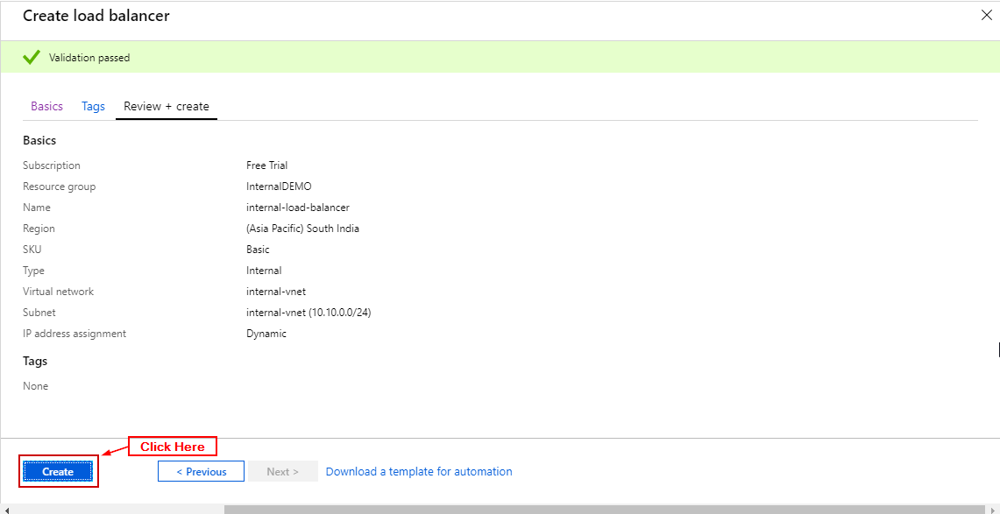 Create load balancer
Validation passed
Basics Tags Review + create
Basics
Subscription Free Trial
Resource group InternalDEMO
Name internal-load-balancer
Region (Asia Pacific) South India
SKU Basic
Type Internal
Virtual network internal-vnet
Subnet internal-vnet (10.10.0.0/24)
IP address assignment Dynamic
Tags
None
Click Here
Create < Previous Next > Download a template for automation